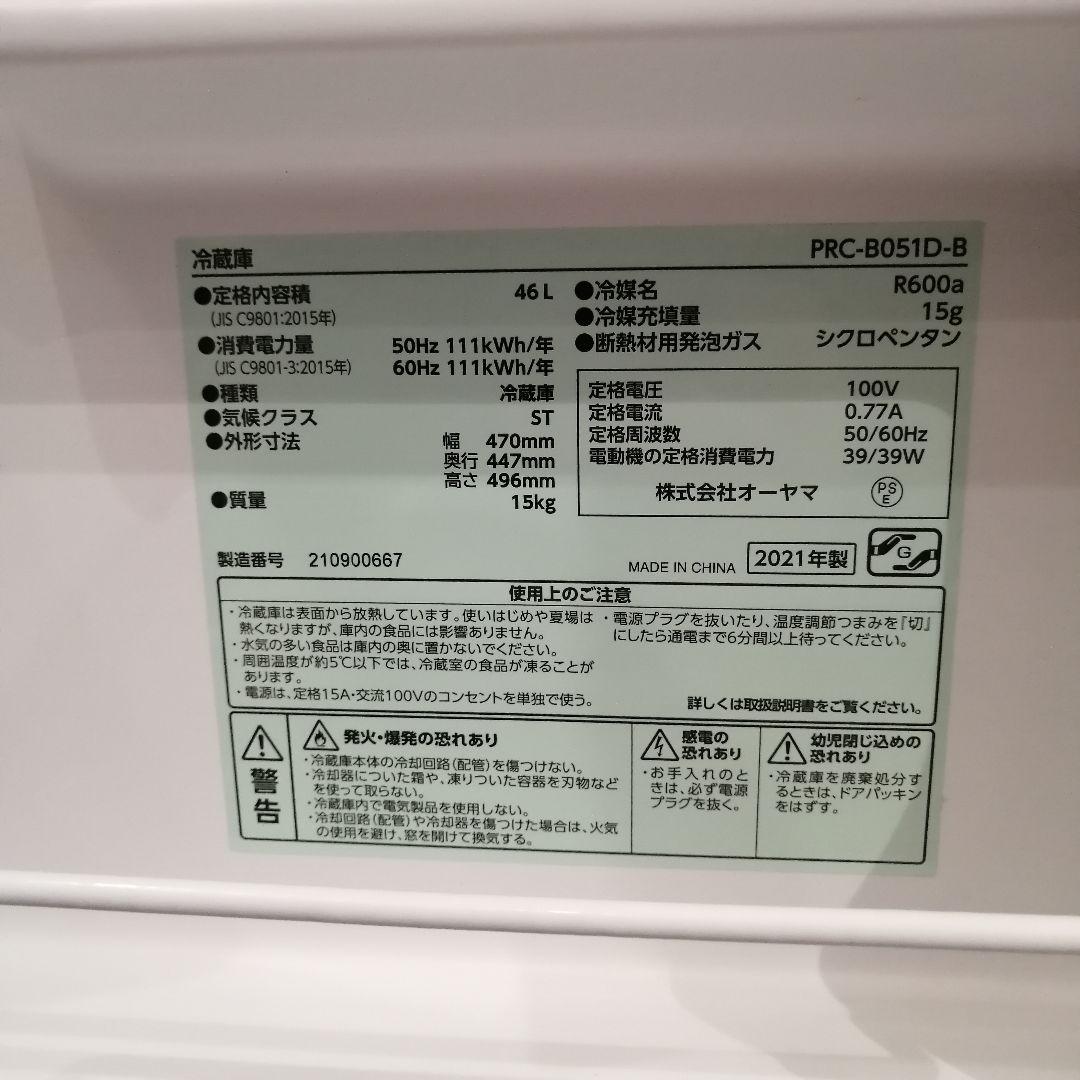 冷蔵庫
PRC-B051D-B
●定格内容積 46 L
(JIS C9801:2015年)
●消費電力量 50Hz 111kWh/年
(JIS C9801-3:2015年) 60Hz 111kWh/年
●種類 冷蔵庫
●気候クラス ST
●外形寸法 幅 470mm
奥行 447mm
高さ 496mm
●質量 15kg
●冷媒名 R600a
●冷媒充填量 15g
●断熱材用発泡ガス シクロペンタン
定格電圧 100V
定格電流 0.77A
定格周波数 50/60Hz
電動機の定格消費電力 39/39W
株式会社オーヤマ PS E
製造番号 210900667
MADE IN CHINA 2021年製 G
使用上のご注意
・冷蔵庫は表面から放熱しています。使いはじめや夏場は
熱くなりますが、庫内の食品には影響ありません。
・水気の多い食品は庫内の奥に置かないでください。
・周囲温度が約5℃以下では、冷蔵室の食品が凍ることが
あります。
・電源は、定格15A・交流100Vのコンセントを単独で使う。
・電源プラグを抜いたり、温度調節つまみを『切』
にしたら通電まで6分間以上待ってください。
詳しくは取扱説明書をご覧ください。
警告
発火・爆発の恐れあり
・冷蔵庫本体の冷却回路(配管)を傷つけない。
・冷却器についた霜や、凍りついた容器を刃物など
を使って取らない。
・冷蔵庫内で電気製品を使用しない。
・冷却回路(配管)や冷却器を傷つけた場合は、火気
の使用を避け、窓を開けて換気する。
感電の
恐れあり
・お手入れのと
きは、必ず電源
プラグを抜く。
幼児閉じ込めの
恐れあり
・冷蔵庫を廃棄処分す
るときは、ドアパッキン
をはずす。